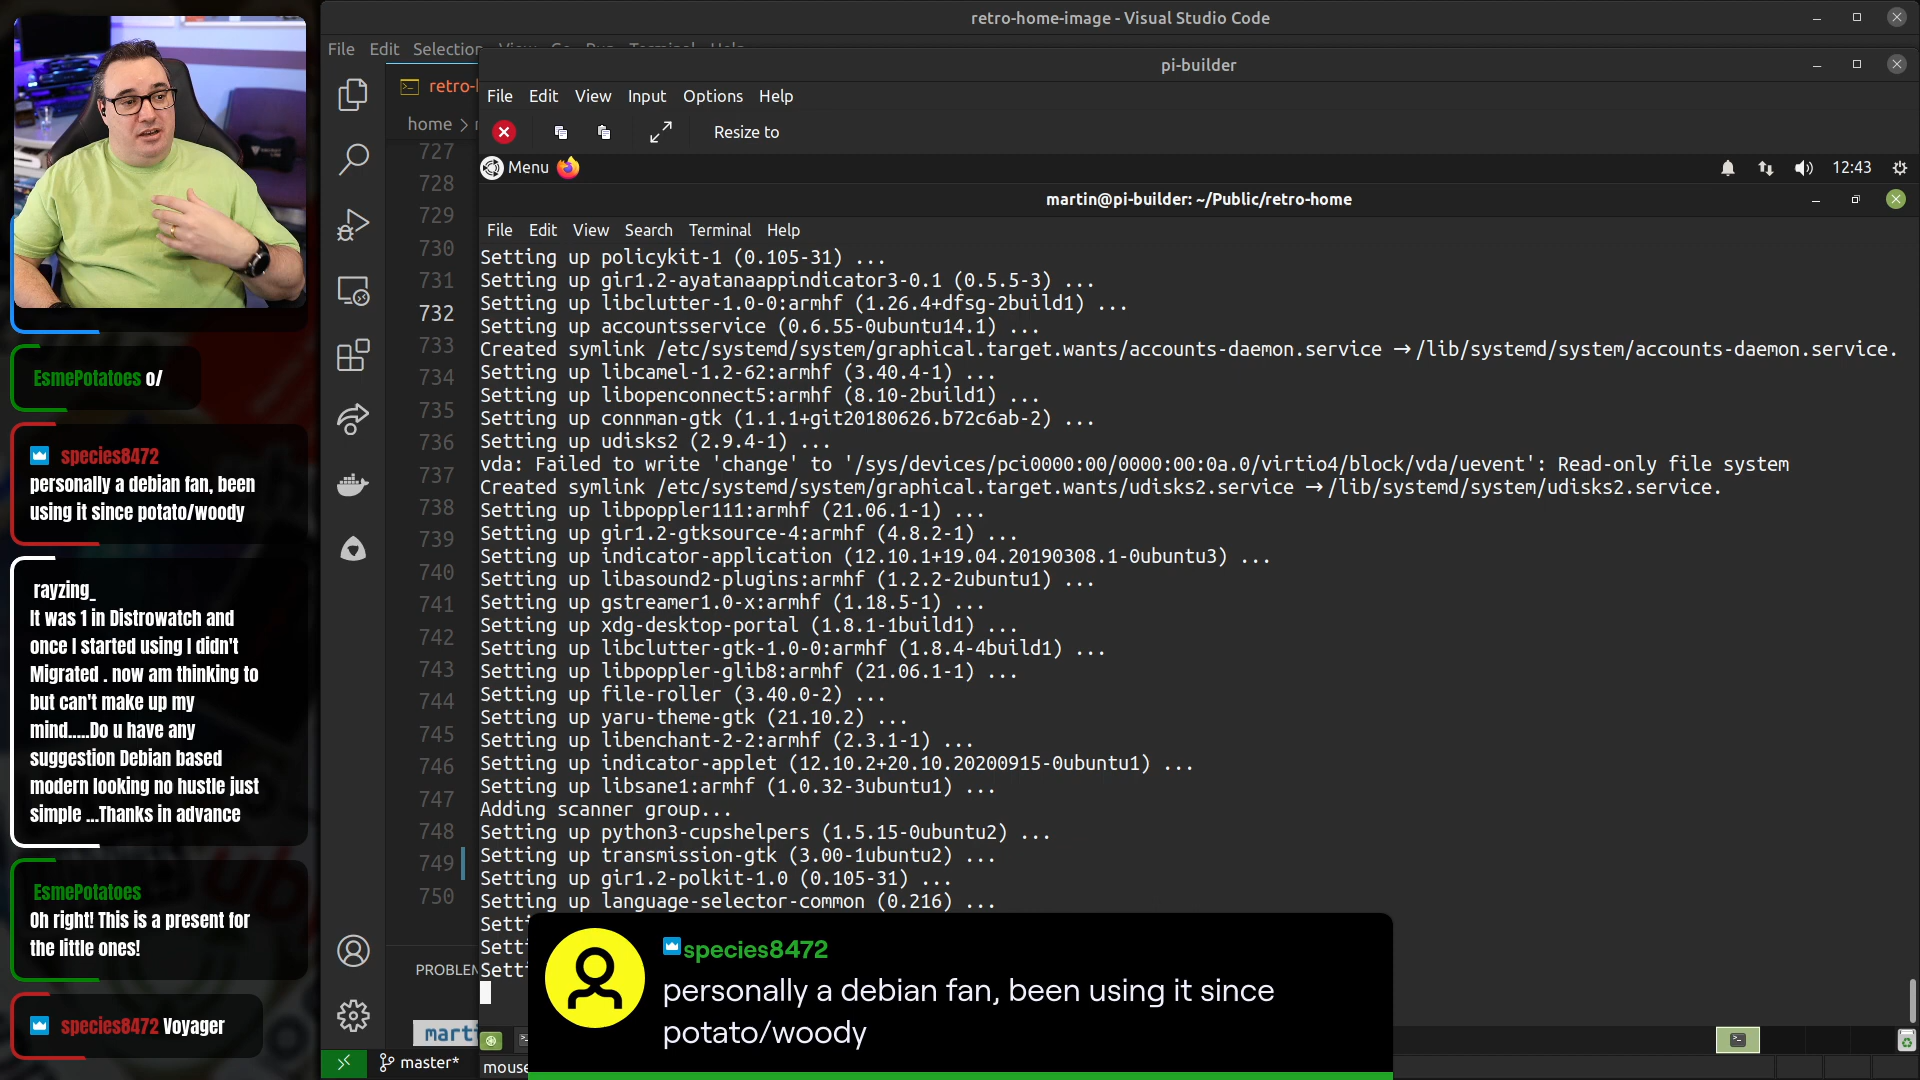 retro-home-image - Visual Studio Code
File Edit Selection View Go Run Terminal Help
pi-builder
retro-
File Edit View Input Options Help
home >
Resize to
Menu
12:43
martin@pi-builder: ~/Public/retro-home
File Edit View Search Terminal Help
727
728
729
730
731
732
733
734
735
736
737
738
739
740
741
742
743
744
745
746
747
748
749
750
Setting up policykit-1 (0.105-31) ...
Setting up gir1.2-ayatanaappindicator3-0.1 (0.5.5-3) ...
Setting up libclutter-1.0-0:armhf (1.26.4+dfsg-2build1) ...
Setting up accountsservice (0.6.55-0ubuntu14.1) ...
Created symlink /etc/systemd/system/graphical.target.wants/accounts-daemon.service → /lib/systemd/system/accounts-daemon.service.
Setting up libcamel-1.2-62:armhf (3.40.4-1) ...
Setting up libopenconnect5:armhf (8.10-2build1) ...
Setting up connman-gtk (1.1.1+git20180626.b72c6ab-2) ...
Setting up udisks2 (2.9.4-1) ...
vda: Failed to write 'change' to '/sys/devices/pci0000:00/0000:00:0a.0/virtio4/block/vda/uevent': Read-only file system
Created symlink /etc/systemd/system/graphical.target.wants/udisks2.service → /lib/systemd/system/udisks2.service.
Setting up libpoppler111:armhf (21.06.1-1) ...
Setting up gir1.2-gtksource-4:armhf (4.8.2-1) ...
Setting up indicator-application (12.10.1+19.04.20190308.1-0ubuntu3) ...
Setting up libasound2-plugins:armhf (1.2.2-2ubuntu1) ...
Setting up gstreamer1.0-x:armhf (1.18.5-1) ...
Setting up xdg-desktop-portal (1.8.1-1build1) ...
Setting up libclutter-gtk-1.0-0:armhf (1.8.4-4build1) ...
Setting up libpoppler-glib8:armhf (21.06.1-1) ...
Setting up file-roller (3.40.0-2) ...
Setting up yaru-theme-gtk (21.10.2) ...
Setting up libenchant-2-2:armhf (2.3.1-1) ...
Setting up indicator-applet (12.10.2+20.10.20200915-0ubuntu1) ...
Setting up libsane1:armhf (1.0.32-3ubuntu1) ...
Adding scanner group...
Setting up python3-cupshelpers (1.5.15-0ubuntu2) ...
Setting up transmission-gtk (3.00-1ubuntu2) ...
Setting up gir1.2-polkit-1.0 (0.105-31) ...
Setting up language-selector-common (0.216) ...
Setti
Setti
Setti
PROBLEM
marti
master*
mouse
EsmePotatoes o/
species8472
personally a debian fan, been
using it since potato/woody
rayzing_
It was 1 in Distrowatch and
once I started using I didn't
Migrated . now am thinking to
but can't make up my
mind.....Do u have any
suggestion Debian based
modern looking no hustle just
simple ...Thanks in advance
EsmePotatoes
Oh right! This is a present for
the little ones!
species8472 Voyager
species8472
personally a debian fan, been using it since
potato/woody